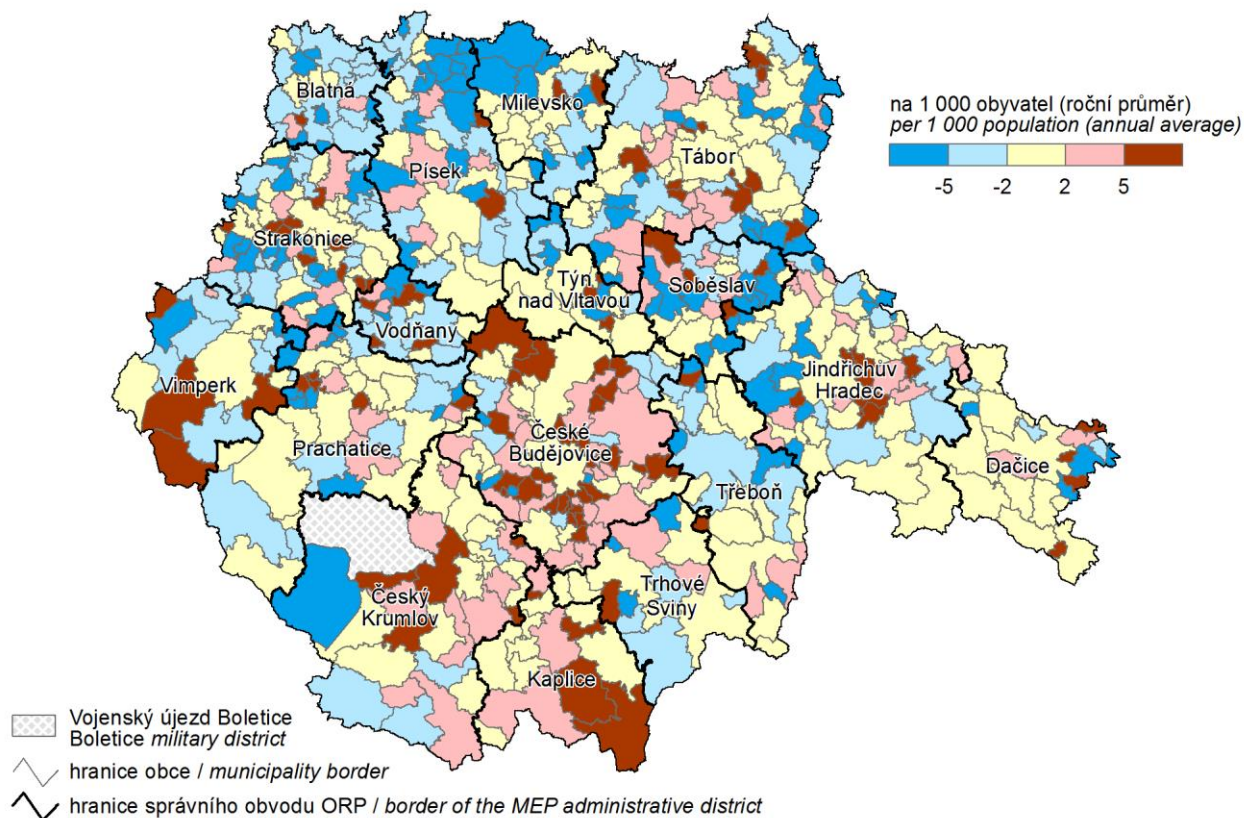 Blatná
Milevsko
Písek
Tábor
na 1 000 obyvatel (roční průměr)
per 1 000 population (annual average)
-5 -2 2 5
Strakonice
Týn
nad Vltavou
Soběslav
Vodňany
Vimperk
Jindřichův
Hradec
Prachatice
České
Budějovice
Třeboň
Dačice
Český
Krumlov
Trhové
Sviny
Kaplice
Vojenský újezd Boletice
Boletice military district
hranice obce / municipality border
hranice správního obvodu ORP / border of the MEP administrative district